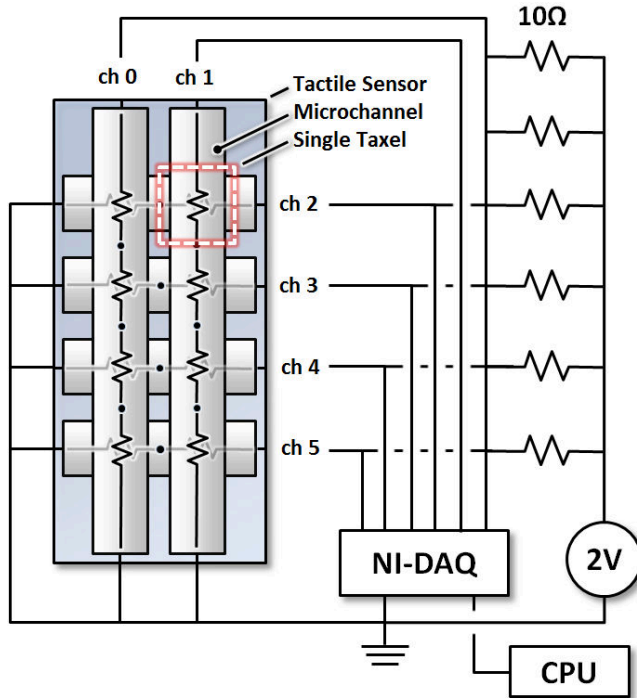 10Ω
ch 0
ch 1
Tactile Sensor
Microchannel
Single Taxel
ch 2
ch 3
ch 4
ch 5
NI-DAQ
2V
CPU